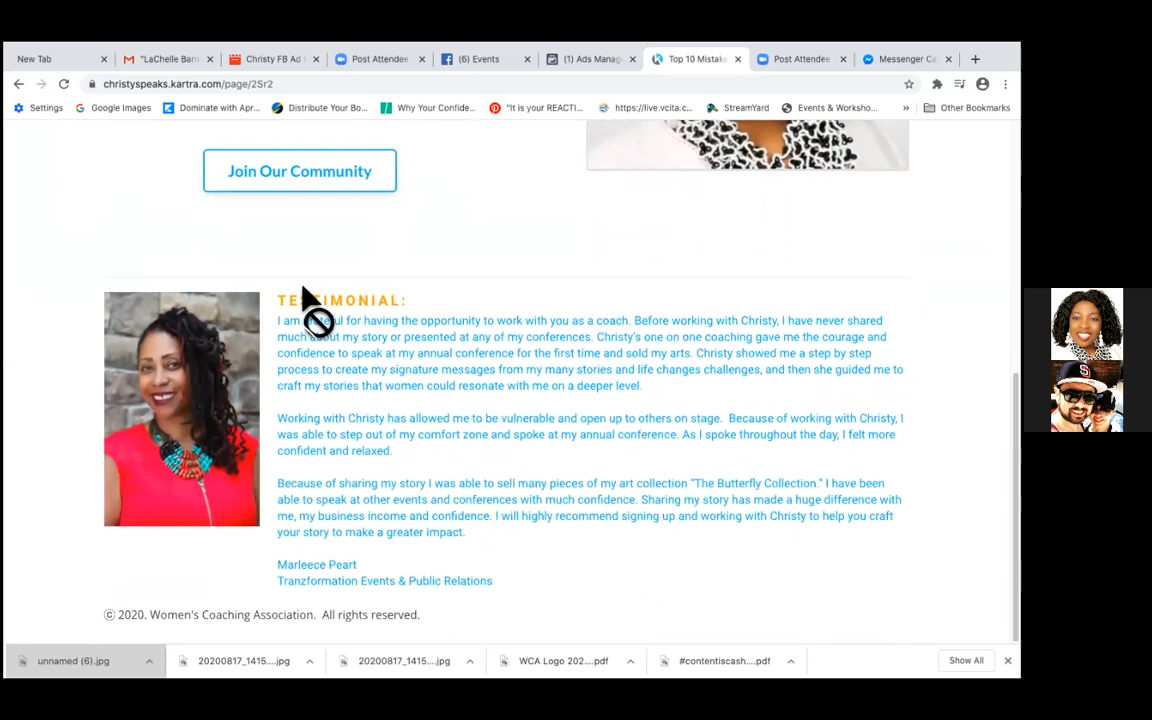 New Tab
"LaChelle Barn
Christy FB Ad
Post Attendee
(6) Events
(1) Ads Manag
Top 10 Mistake
Post Attendee
Messenger Ca
christyspeaks.kartra.com/page/2Sr2
Settings
Google Images
Dominate with Apr...
Distribute Your Bo...
Why Your Confide...
"It is your REACTI...
https://live.vcita.c...
StreamYard
Events & Worksho...
Other Bookmarks
Join Our Community
TESTIMONIAL:
I am grateful for having the opportunity to work with you as a coach. Before working with Christy, I have never shared
much about my story or presented at any of my conferences. Christy's one on one coaching gave me the courage and
confidence to speak at my annual conference for the first time and sold my arts. Christy showed me a step by step
process to create my signature messages from my many stories and life changes challenges, and then she guided me to
craft my stories that women could resonate with me on a deeper level.
Working with Christy has allowed me to be vulnerable and open up to others on stage. Because of working with Christy, I
was able to step out of my comfort zone and spoke at my annual conference. As I spoke throughout the day, I felt more
confident and relaxed.
Because of sharing my story I was able to sell many pieces of my art collection “The Butterfly Collection.” I have been
able to speak at other events and conferences with much confidence. Sharing my story has made a huge difference with
me, my business income and confidence. I will highly recommend signing up and working with Christy to help you craft
your story to make a greater impact.
Marleece Peart
Tranzformation Events & Public Relations
ⓒ 2020. Women's Coaching Association. All rights reserved.
unnamed (6).jpg
20200817_1415....jpg
20200817_1415....jpg
WCA Logo 202....pdf
#contentiscash....pdf
Show All